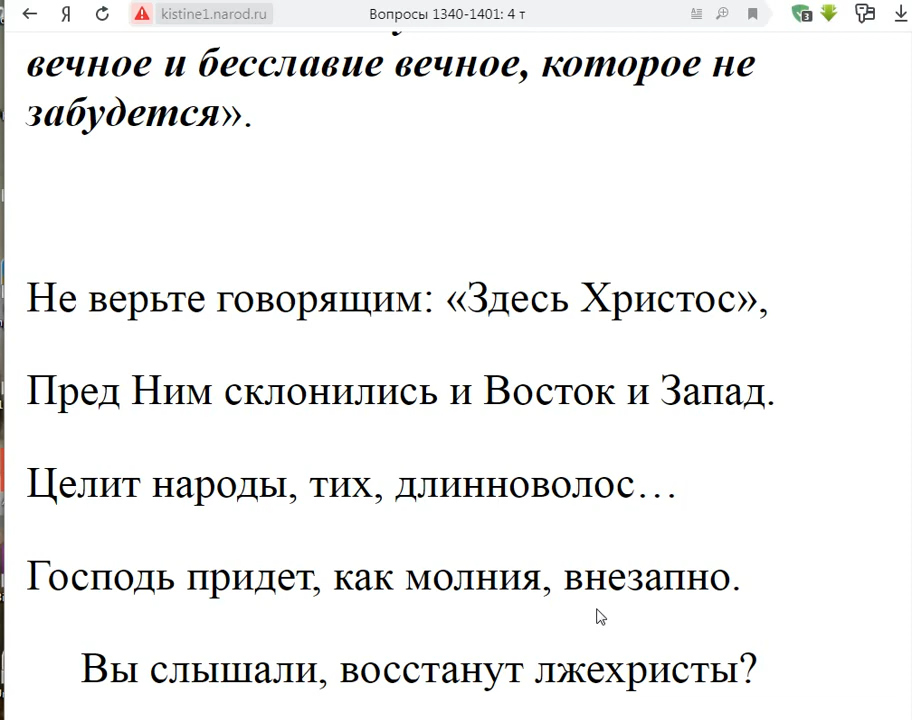 Я
kistine1.narod.ru
Вопросы 1340-1401: 4 т
3
вечное и бесславие вечное, которое не
забудется».
Не верьте говорящим: «Здесь Христос»,
Пред Ним склонились и Восток и Запад.
Целит народы, тих, длинноволос…
Господь придет, как молния, внезапно.
Вы слышали, восстанут лжехристы?